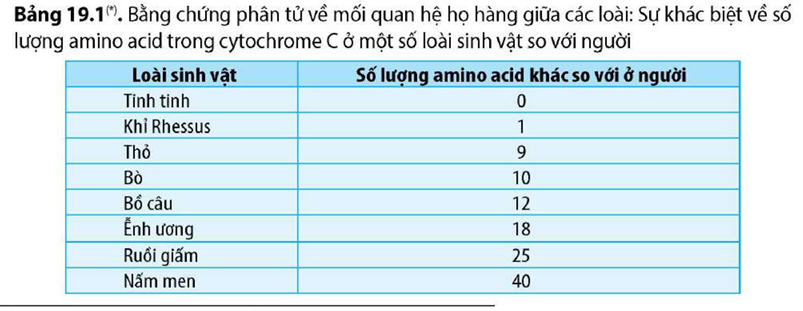 Bảng 19.1(*). Bằng chứng phân tử về mối quan hệ họ hàng giữa các loài: Sự khác biệt về số
lượng amino acid trong cytochrome C ở một số loài sinh vật so với người
Loài sinh vật Số lượng amino acid khác so với ở người
Tinh tinh 0
Khỉ Rhessus 1
Thỏ 9
Bò 10
Bồ câu 12
Ễnh ương 18
Ruồi giấm 25
Nấm men 40